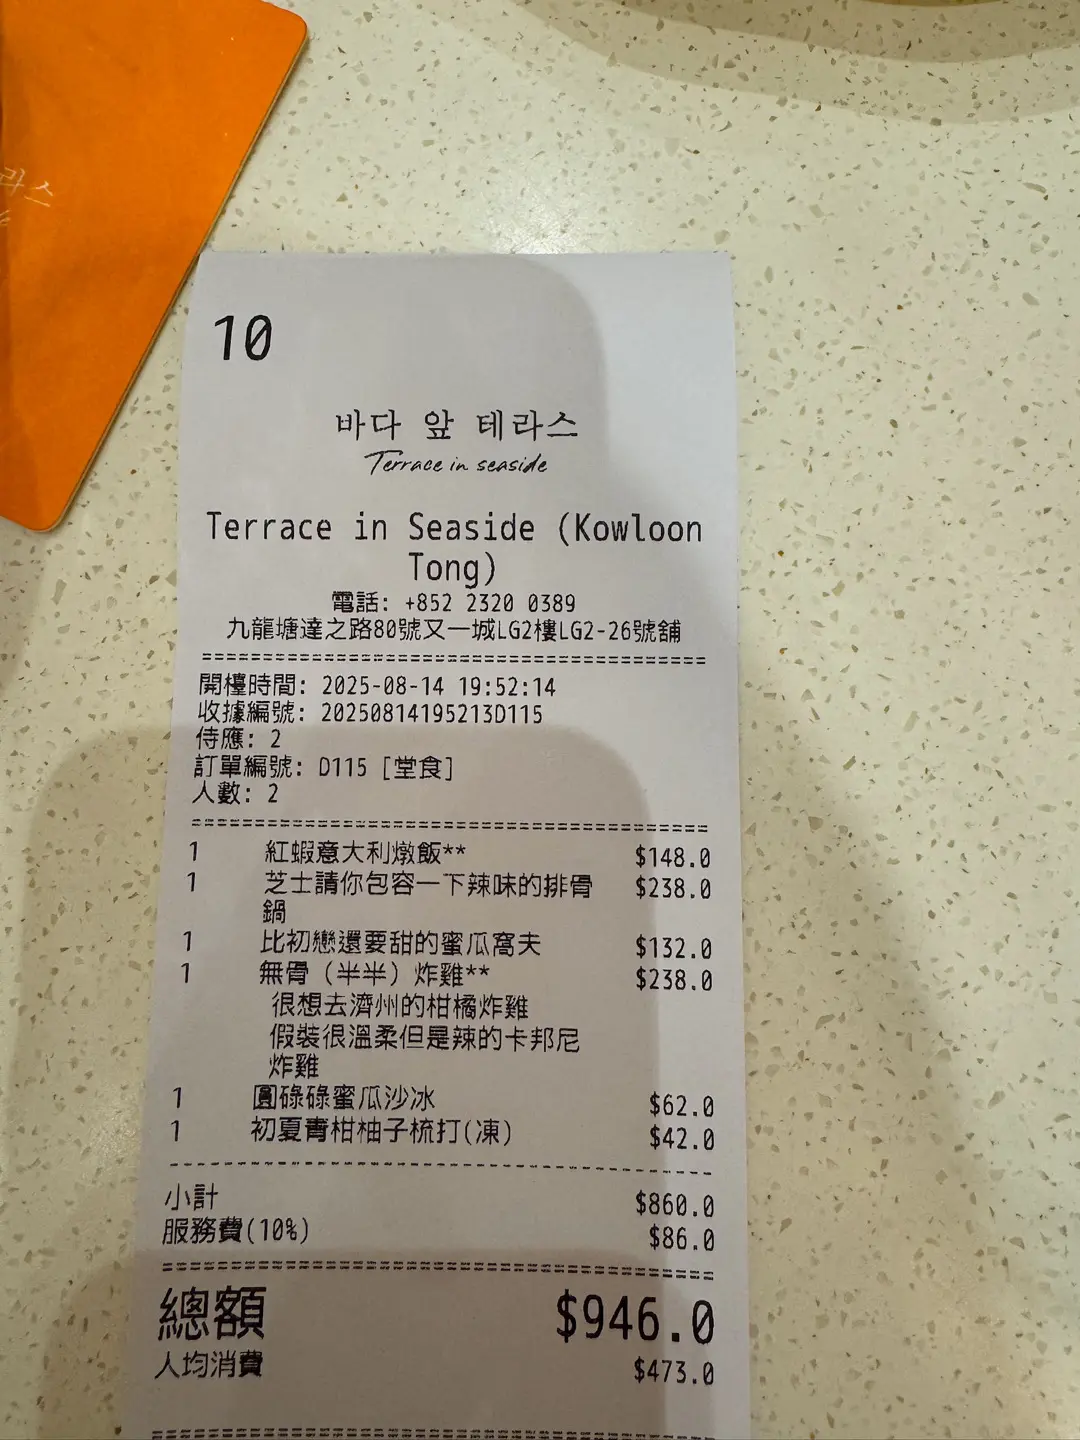 라스
10
바다 앞 테라스
Terrace in seaside
Terrace in Seaside (Kowloon
Tong)
電話: +852 2320 0389
九龍塘達之路80號又一城LG2樓LG2-26號舖
===========================================
開檯時間: 2025-08-14 19:52:14
收據編號: 20250814195213D115
侍應: 2
訂單編號: D115 [堂食]
人數: 2
===========================================
1 紅蝦意大利燉飯** $148.0
1 芝士請你包容一下辣味的排骨 $238.0
鍋
1 比初戀還要甜的蜜瓜窩夫 $132.0
1 無骨（半半）炸雞** $238.0
很想去濟州的柑橘炸雞
假裝很溫柔但是辣的卡邦尼
炸雞
1 圓碌碌蜜瓜沙冰 $62.0
1 初夏青柑柚子梳打(凍) $42.0
-------------------------------------------
小計 $860.0
服務費(10%) $86.0
===========================================
總額 $946.0
人均消費 $473.0
===========================================